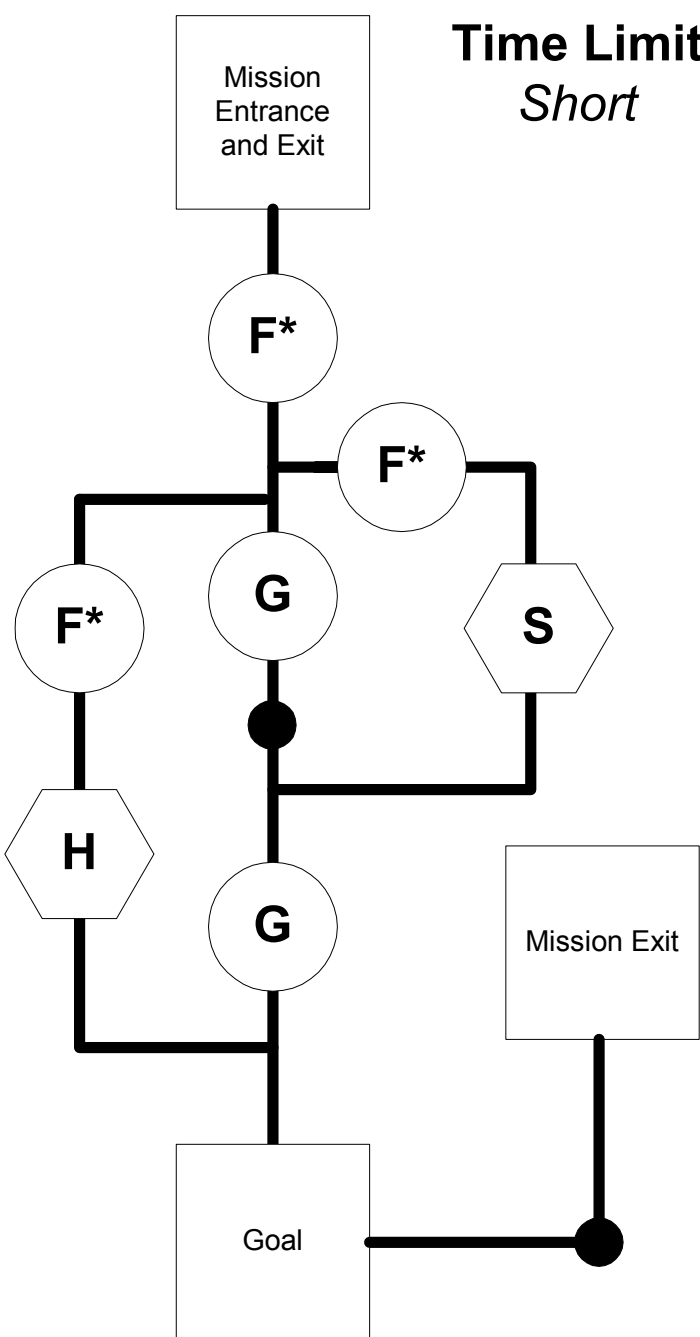 Time Limit
Short
Mission
Entrance
and Exit
F*
F*
G
F*
S
H
G
Mission Exit
Goal